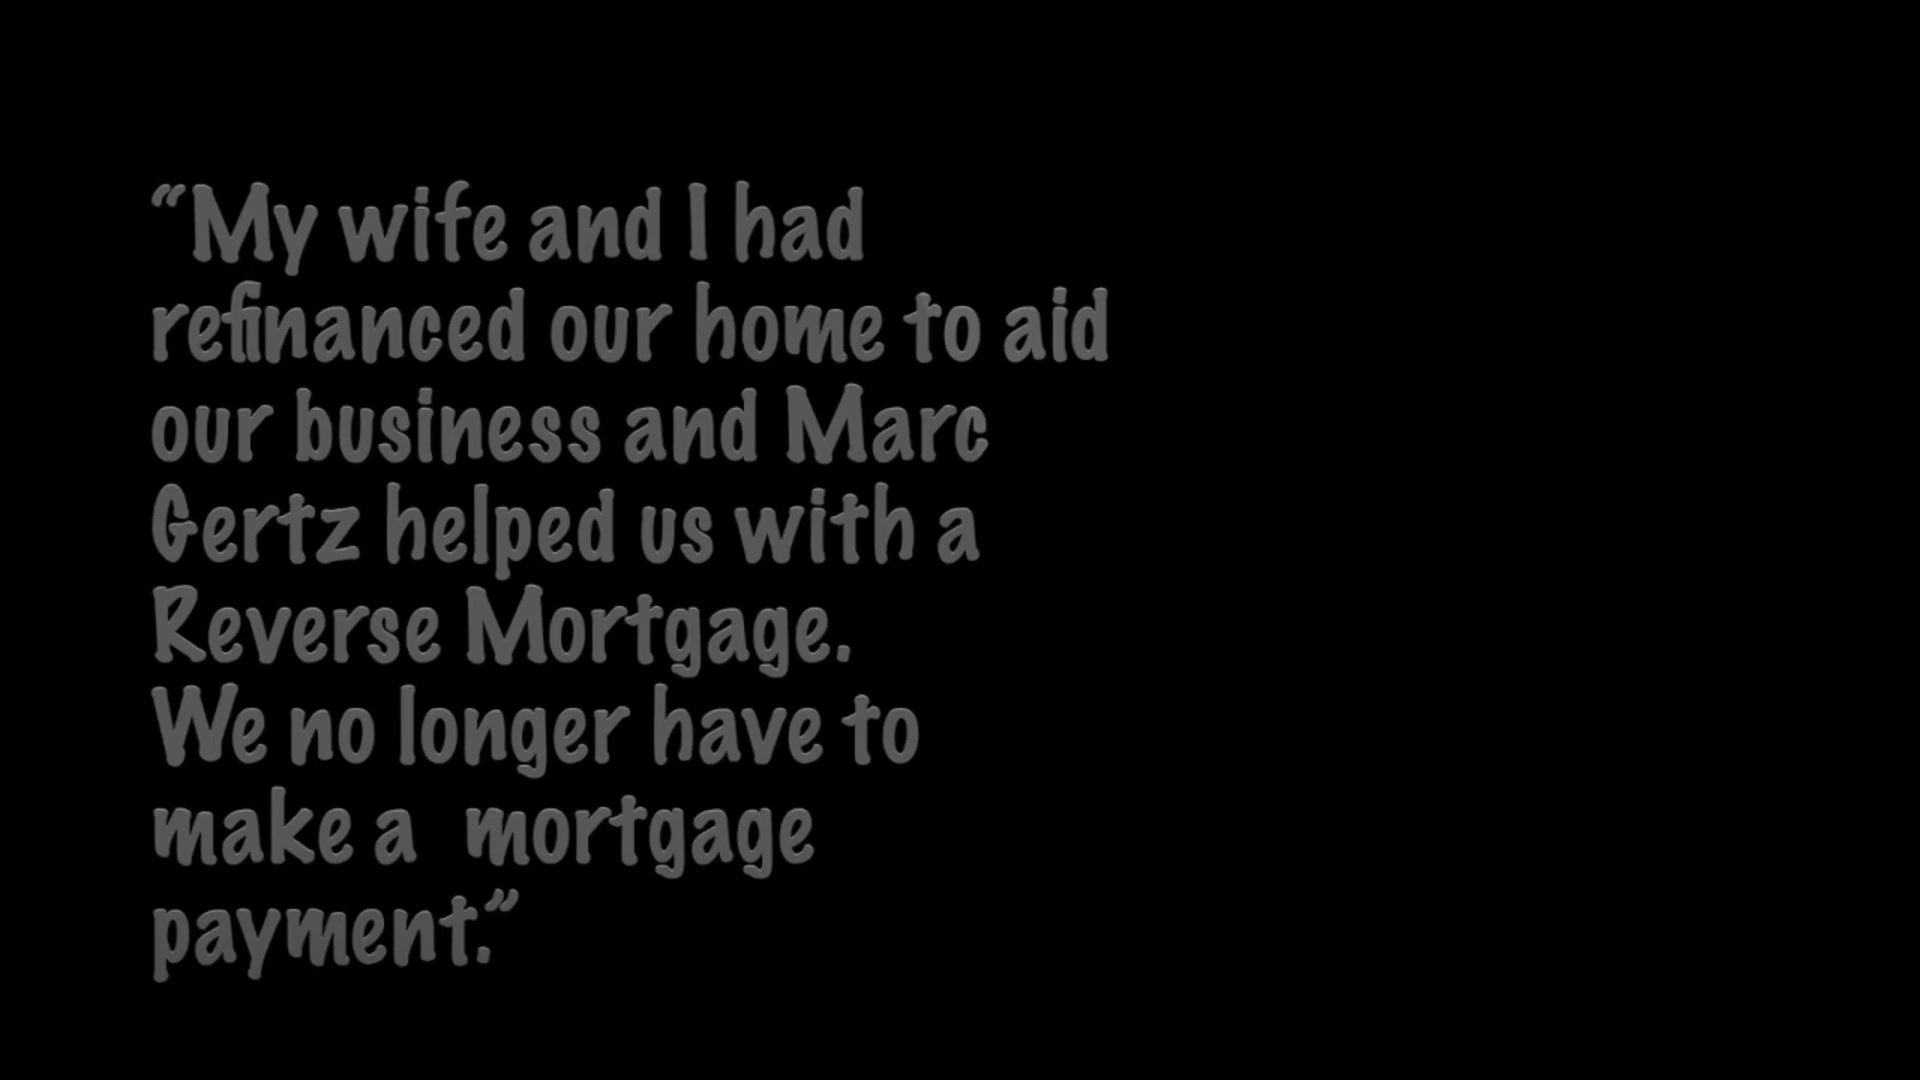 “My wife and I had
refinanced our home to aid
our business and Marc
Gertz helped us with a
Reverse Mortgage.
We no longer have to
make a  mortgage
payment.”